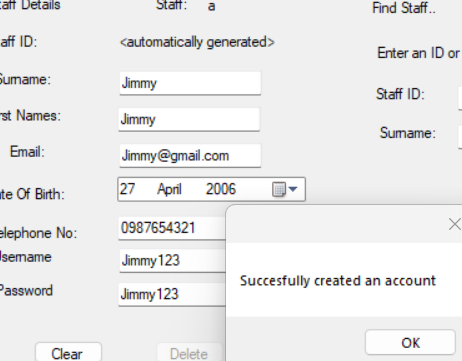 taff Details Staff: a Find Staff..
aff ID: <automatically generated>
Enter an ID or
Surname: Jimmy
Staff ID:
rst Names: Jimmy
Surname:
Email: Jimmy@gmail.com
te Of Birth: 27 April 2006
elephone No: 0987654321
Username Jimmy123
Succesfully created an account
Password Jimmy123
OK
Clear Delete